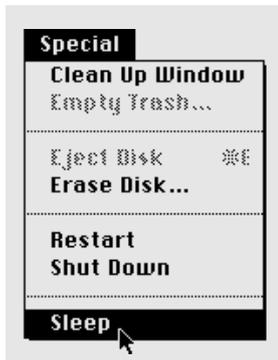 Special
Clean Up Window
Empty Trash...
Eject Disk ⌘E
Erase Disk...
Restart
Shut Down
Sleep